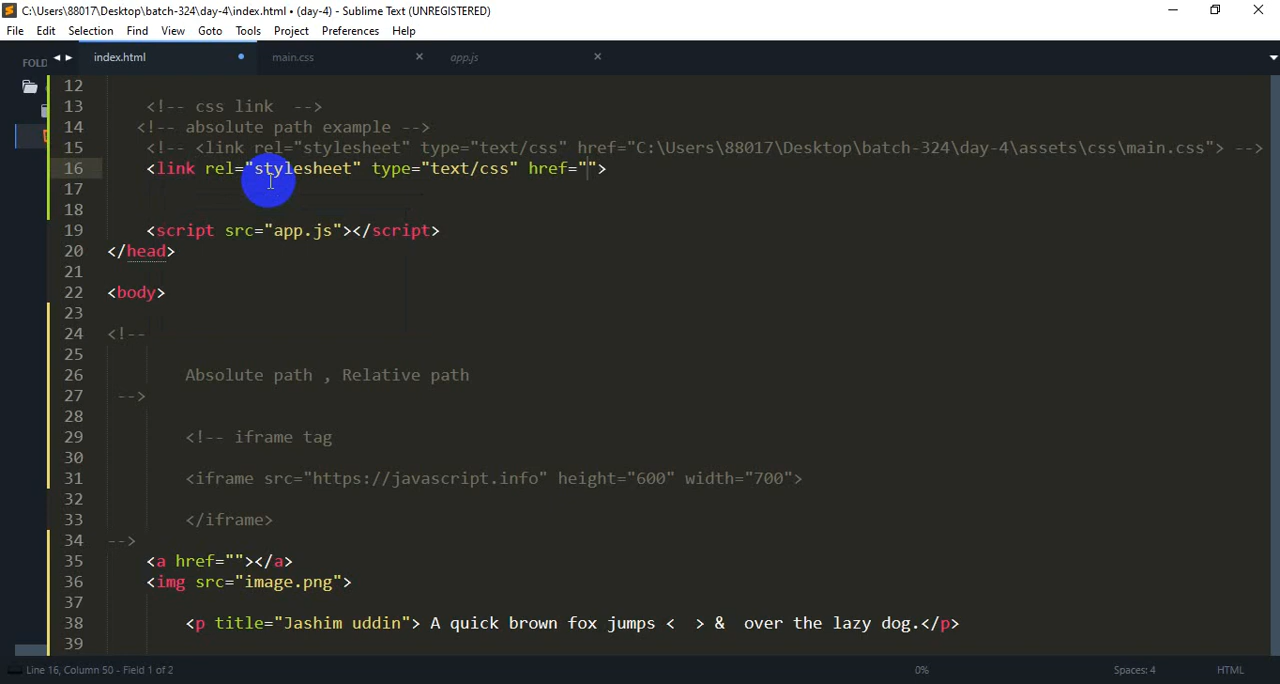 C:\Users\88017\Desktop\batch-324\day-4\index.html • (day-4) - Sublime Text (UNREGISTERED)
File Edit Selection Find View Goto Tools Project Preferences Help
FOLD index.html main.css app.js
12
13 <!-- css link  -->
14 <!-- absolute path example -->
15 <!-- <link rel="stylesheet" type="text/css" href="C:\Users\88017\Desktop\batch-324\day-4\assets\css\main.css"> -->
16 <link rel="stylesheet" type="text/css" href="">
17
18
19 <script src="app.js"></script>
20 </head>
21
22 <body>
23
24 <!--
25
26 Absolute path , Relative path
27 -->
28
29 <!-- iframe tag
30
31 <iframe src="https://javascript.info" height="600" width="700">
32
33 </iframe>
34 -->
35 <a href=""></a>
36 <img src="image.png">
37
38 <p title="Jashim uddin"> A quick brown fox jumps <  > &  over the lazy dog.</p>
39
Line 16, Column 50 - Field 1 of 2 0% Spaces: 4 HTML